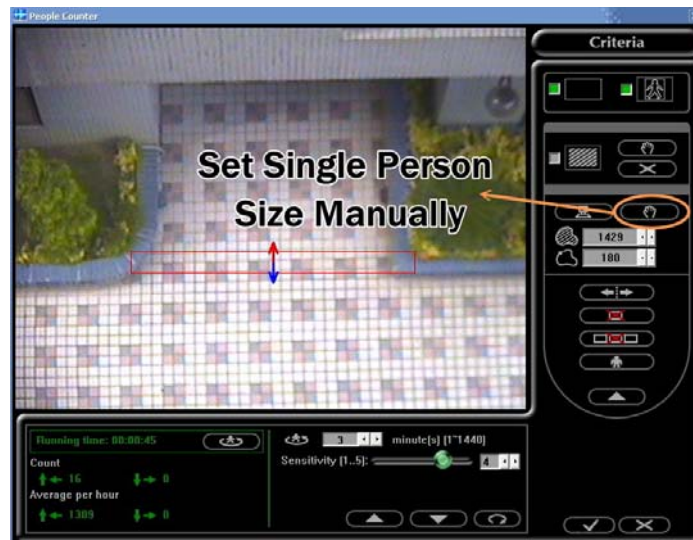 People Counter
Criteria
Set Single Person
Size Manually
1429
180
Running time: 00:00:45
Count
16
0
Average per hour
1309
0
3 minute[s] [1~1440]
Sensitivity [1..5]: 4